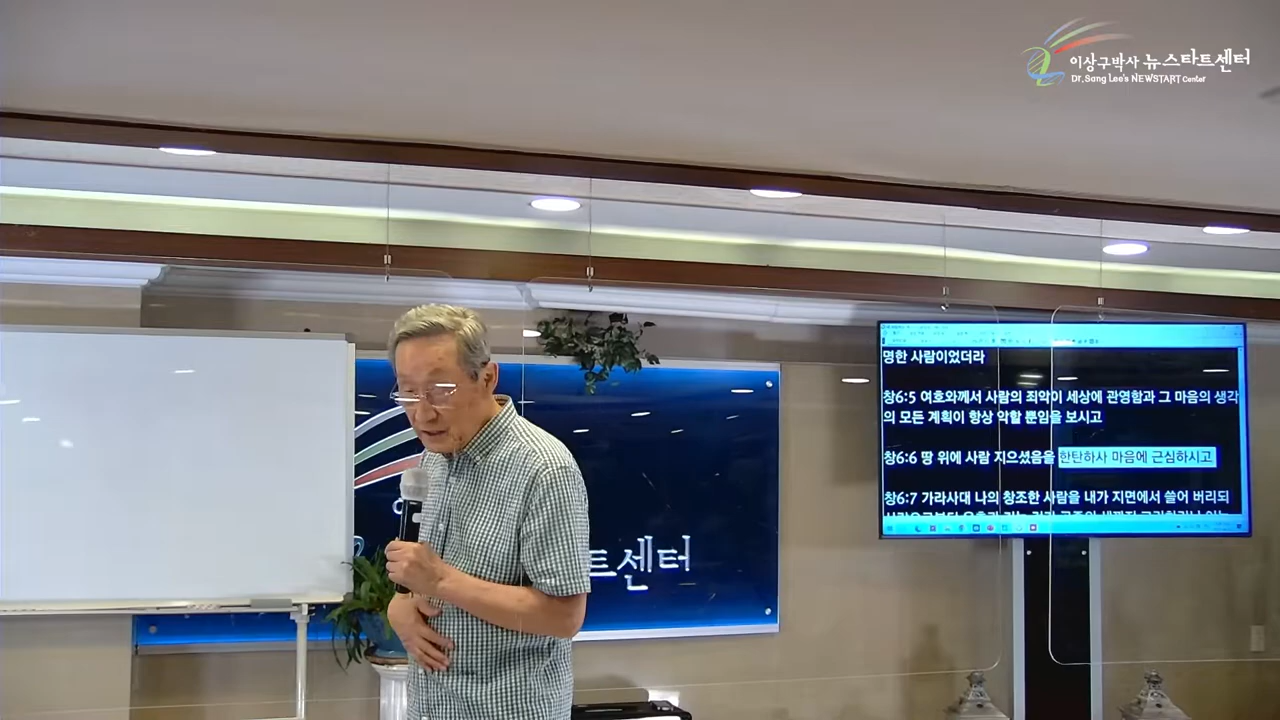 이상구박사 뉴스타트센터
Dr. Sang Lee's NEWSTART Center
명한 사람이었더라
창6:5 여호와께서 사람의 죄악이 세상에 관영함과 그 마음의 생각
의 모든 계획이 항상 악할 뿐임을 보시고
창6:6 땅 위에 사람 지으셨음을 한탄하사 마음에 근심하시고
창6:7 가라사대 나의 창조한 사람을 내가 지면에서 쓸어 버리되
트센터